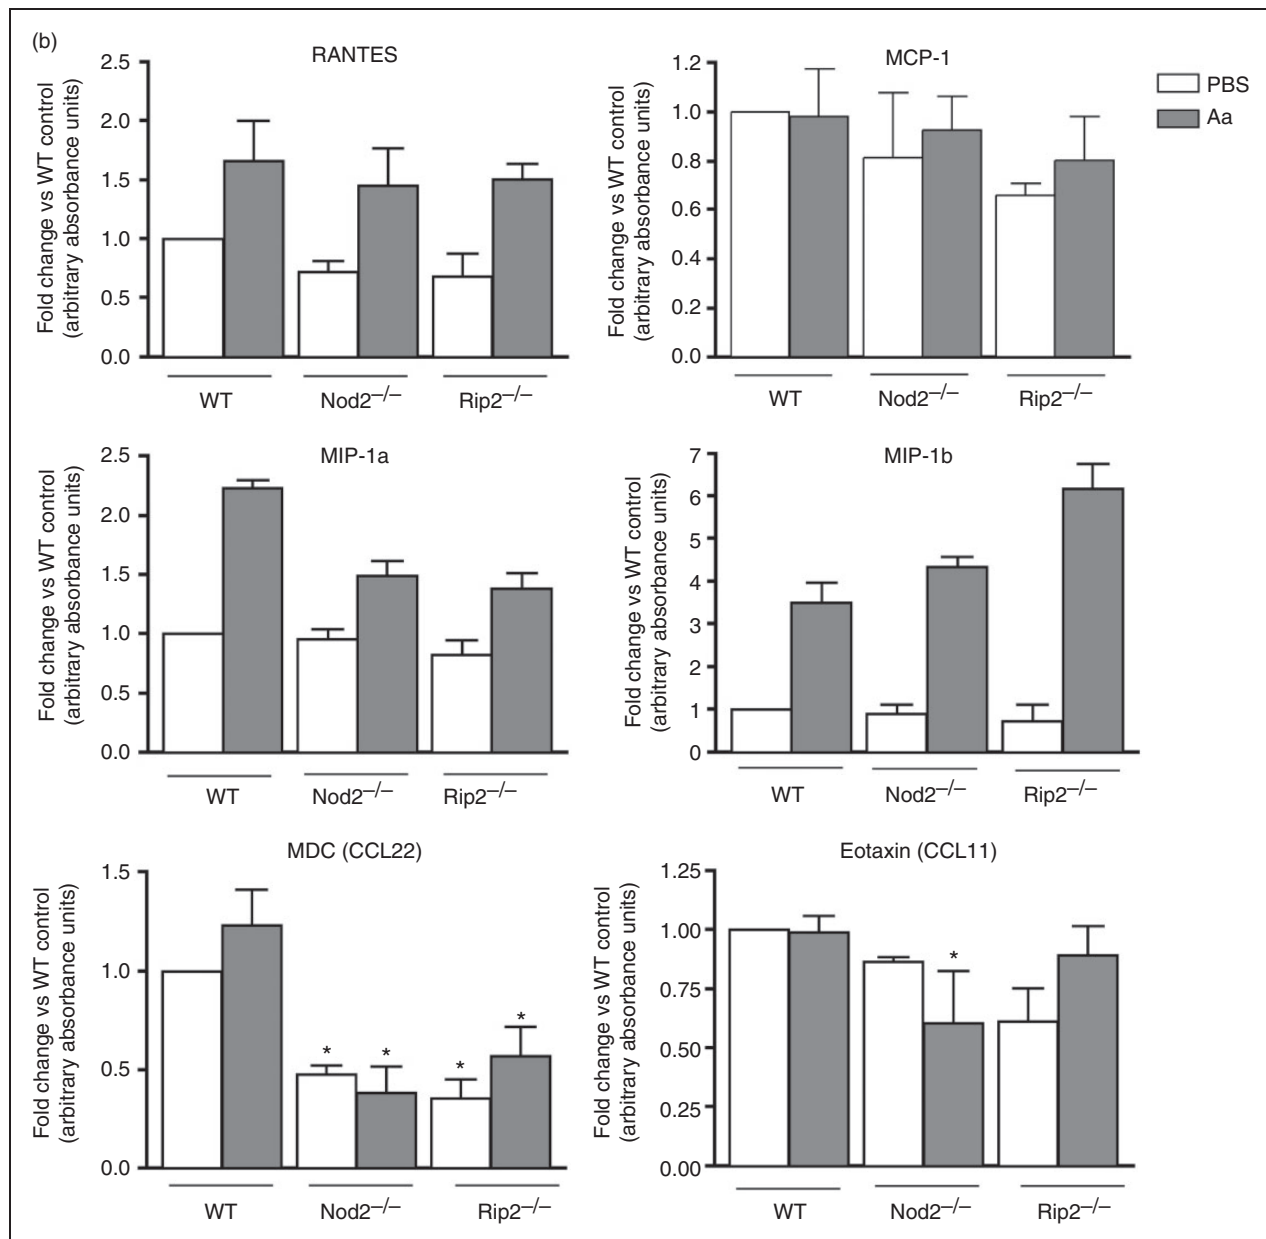 (b)
RANTES
Fold change vs WT control
(arbitrary absorbance units)
2.5
2.0
1.5
1.0
0.5
0.0
WT
Nod2–/–
Rip2–/–
MCP-1
Fold change vs WT control
(arbitrary absorbance units)
1.2
1.0
0.8
0.6
0.4
0.2
0.0
WT
Nod2–/–
Rip2–/–
PBS
Aa
MIP-1a
Fold change vs WT control
(arbitrary absorbance units)
2.5
2.0
1.5
1.0
0.5
0.0
WT
Nod2–/–
Rip2–/–
MIP-1b
Fold change vs WT control
(arbitrary absorbance units)
7
6
5
4
3
2
1
0
WT
Nod2–/–
Rip2–/–
MDC (CCL22)
Fold change vs WT control
(arbitrary absorbance units)
1.5
1.0
0.5
0.0
* * * *
WT
Nod2–/–
Rip2–/–
Eotaxin (CCL11)
Fold change vs WT control
(arbitrary absorbance units)
1.25
1.00
0.75
0.50
0.25
0.00
*
WT
Nod2–/–
Rip2–/–